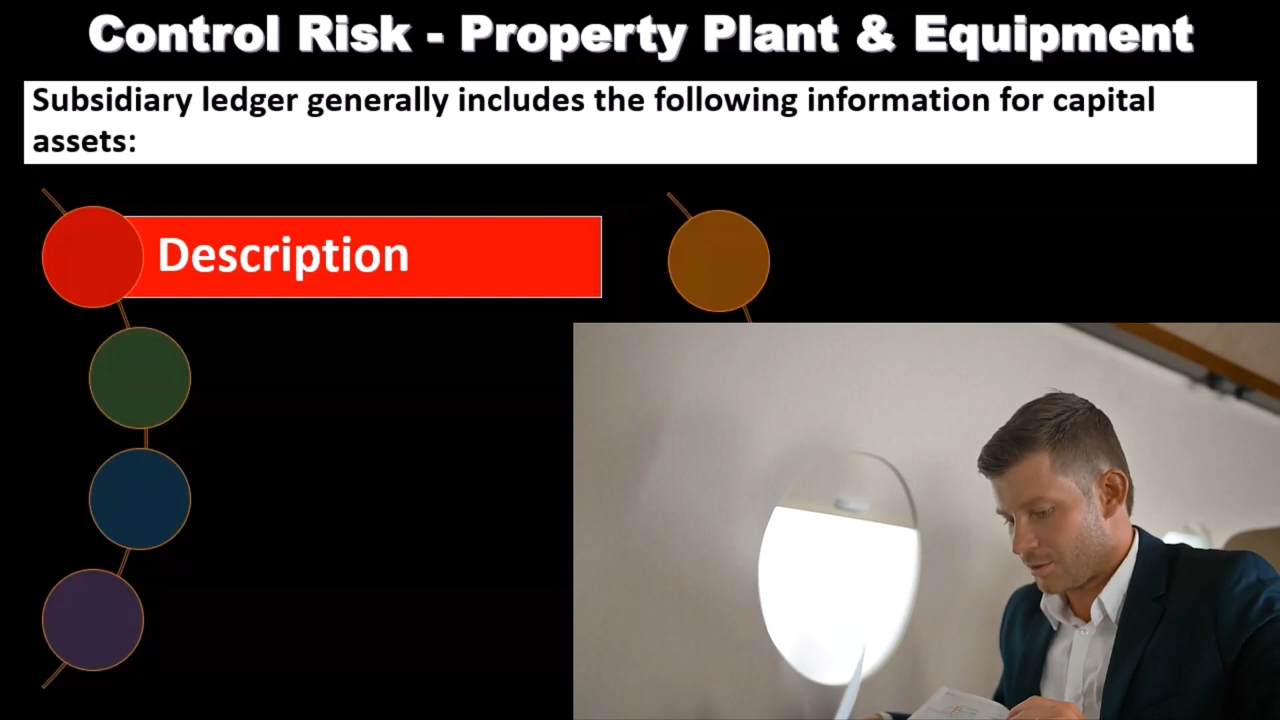 Control Risk - Property Plant & Equipment
Subsidiary ledger generally includes the following information for capital
assets:
Description